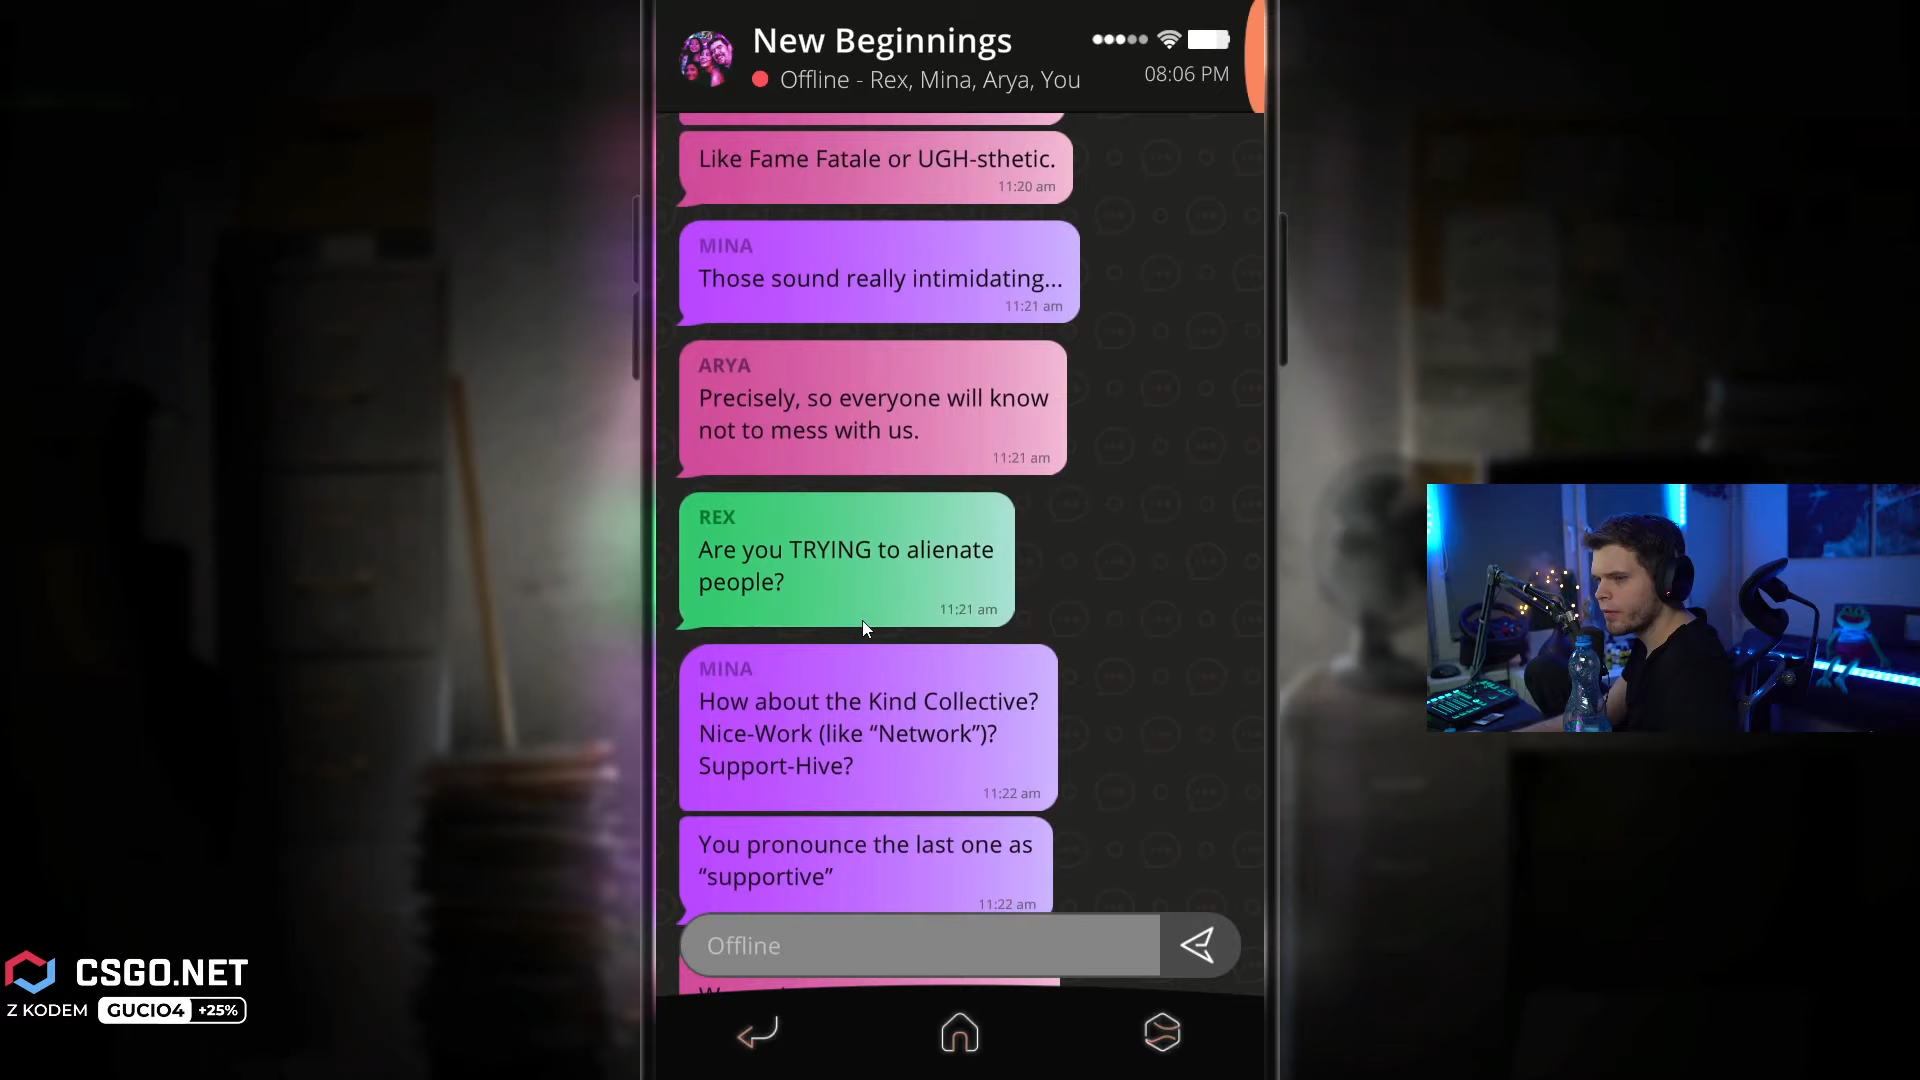 New Beginnings
Offline - Rex, Mina, Arya, You
08:06 PM
Like Fame Fatale or UGH-sthetic.
11:20 am
MINA
Those sound really intimidating...
11:21 am
ARYA
Precisely, so everyone will know
not to mess with us.
11:21 am
REX
Are you TRYING to alienate
people?
11:21 am
MINA
How about the Kind Collective?
Nice-Work (like “Network”)?
Support-Hive?
11:22 am
You pronounce the last one as
“supportive”
11:22 am
Offline
CSGO.NET
Z KODEM GUCIO4 +25%